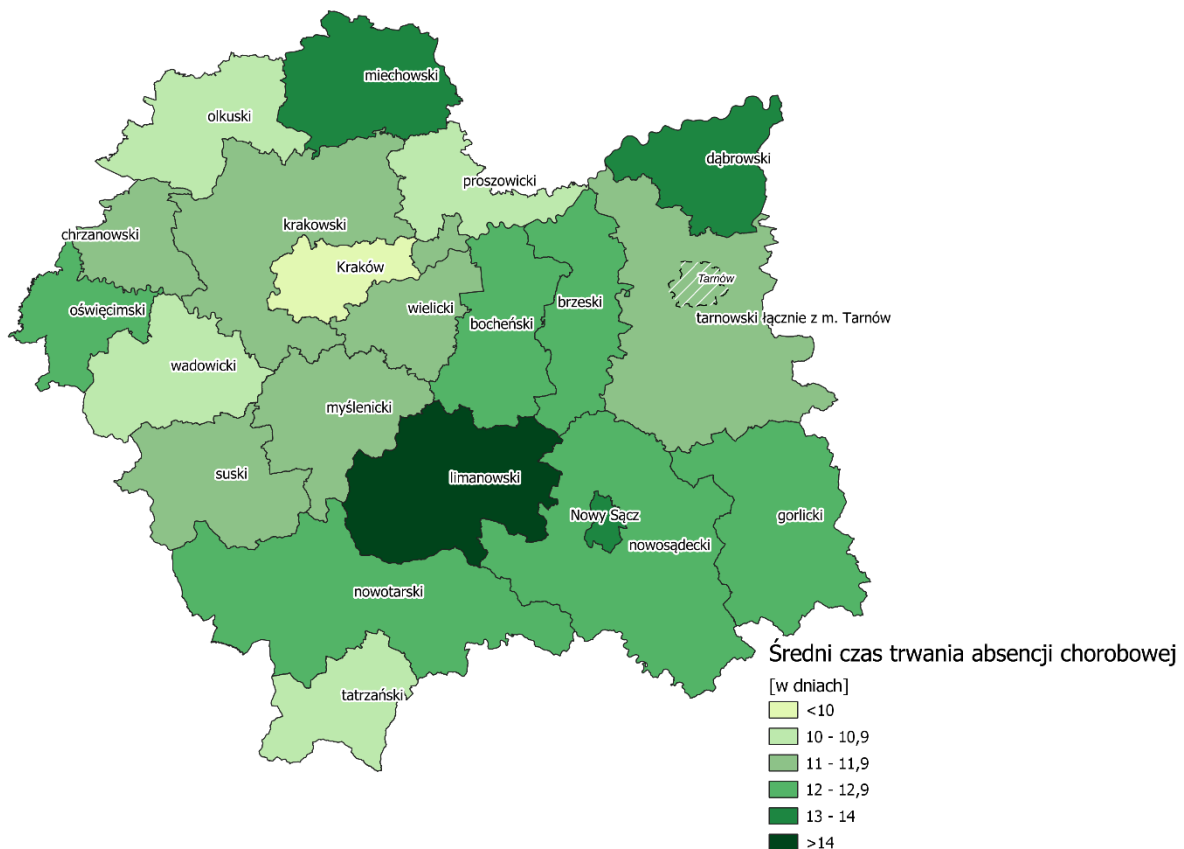 miechowski
olkuski
dąbrowski
proszowicki
krakowski
chrzanowski
Kraków
Tarnów
oświęcimski
brzeski
wielicki
bocheński
tarnowski łącznie z m. Tarnów
wadowicki
myślenicki
suski
limanowski
Nowy Sącz
gorlicki
nowosądecki
nowotarski
tatrzański
Średni czas trwania absencji chorobowej
[w dniach]
<10
10 - 10,9
11 - 11,9
12 - 12,9
13 - 14
>14